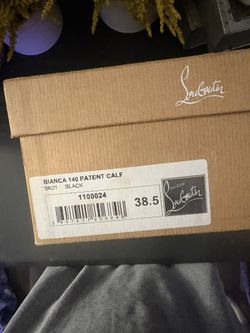 Louboutin
BIANCA 140 PATENT CALF
BK01 BLACK
1100024
38.5
Louboutin